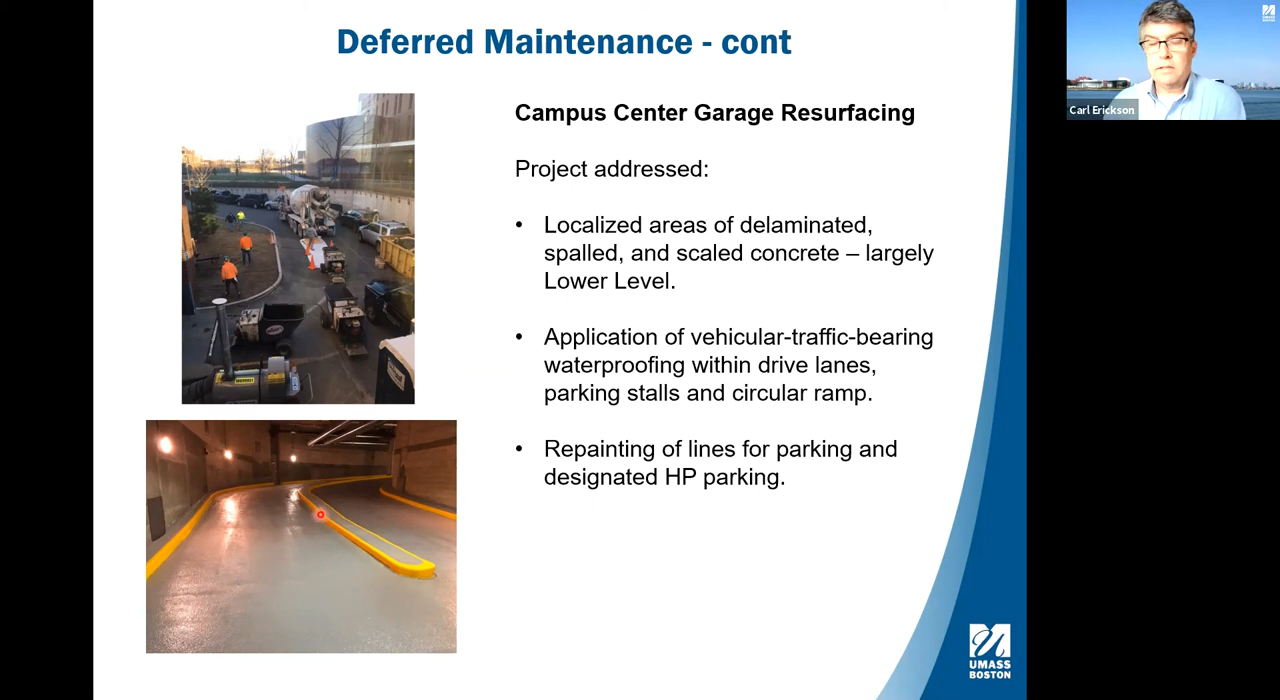 Deferred Maintenance - cont
Campus Center Garage Resurfacing
Project addressed:
• Localized areas of delaminated,
spalled, and scaled concrete – largely
Lower Level.
• Application of vehicular-traffic-bearing
waterproofing within drive lanes,
parking stalls and circular ramp.
• Repainting of lines for parking and
designated HP parking.
UMASS
BOSTON
Carl Erickson
UMASS
BOSTON